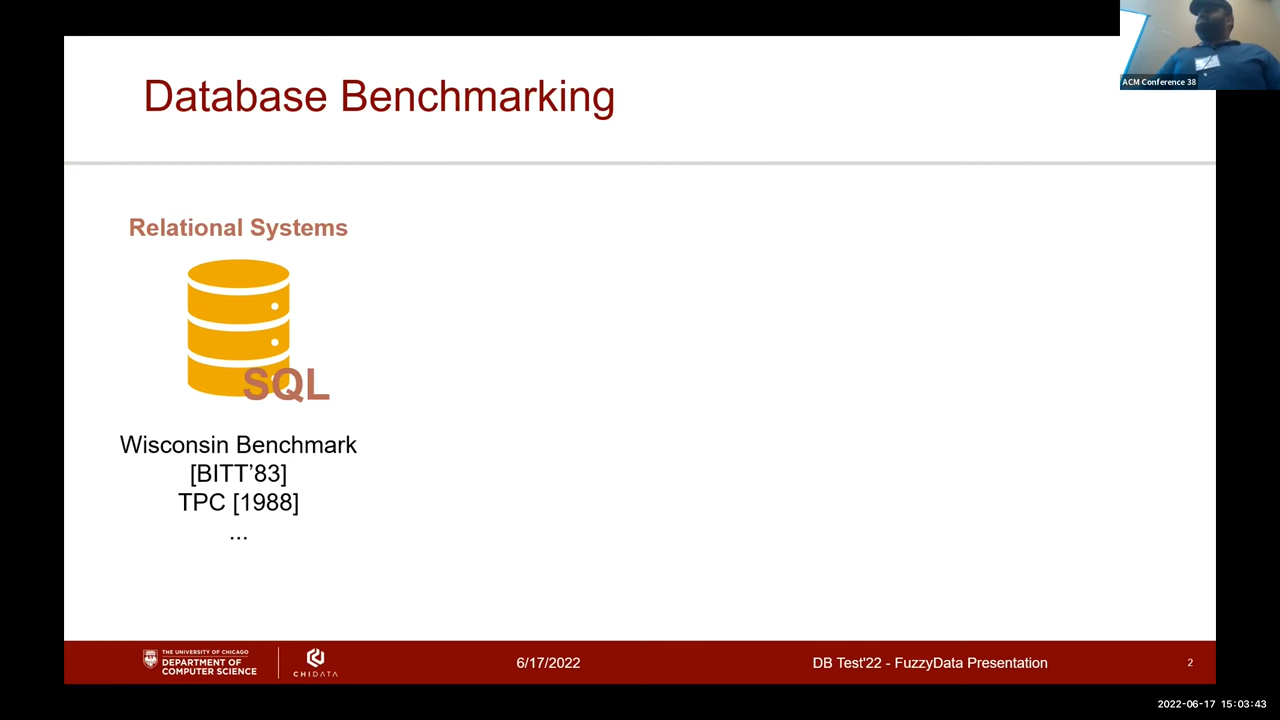 ACM Conference 38
Database Benchmarking
Relational Systems
SQL
Wisconsin Benchmark
[BITT’83]
TPC [1988]
...
THE UNIVERSITY OF CHICAGO
DEPARTMENT OF
COMPUTER SCIENCE
CHIDATA
6/17/2022
DB Test'22 - FuzzyData Presentation
2
2022-06-17 15:03:43